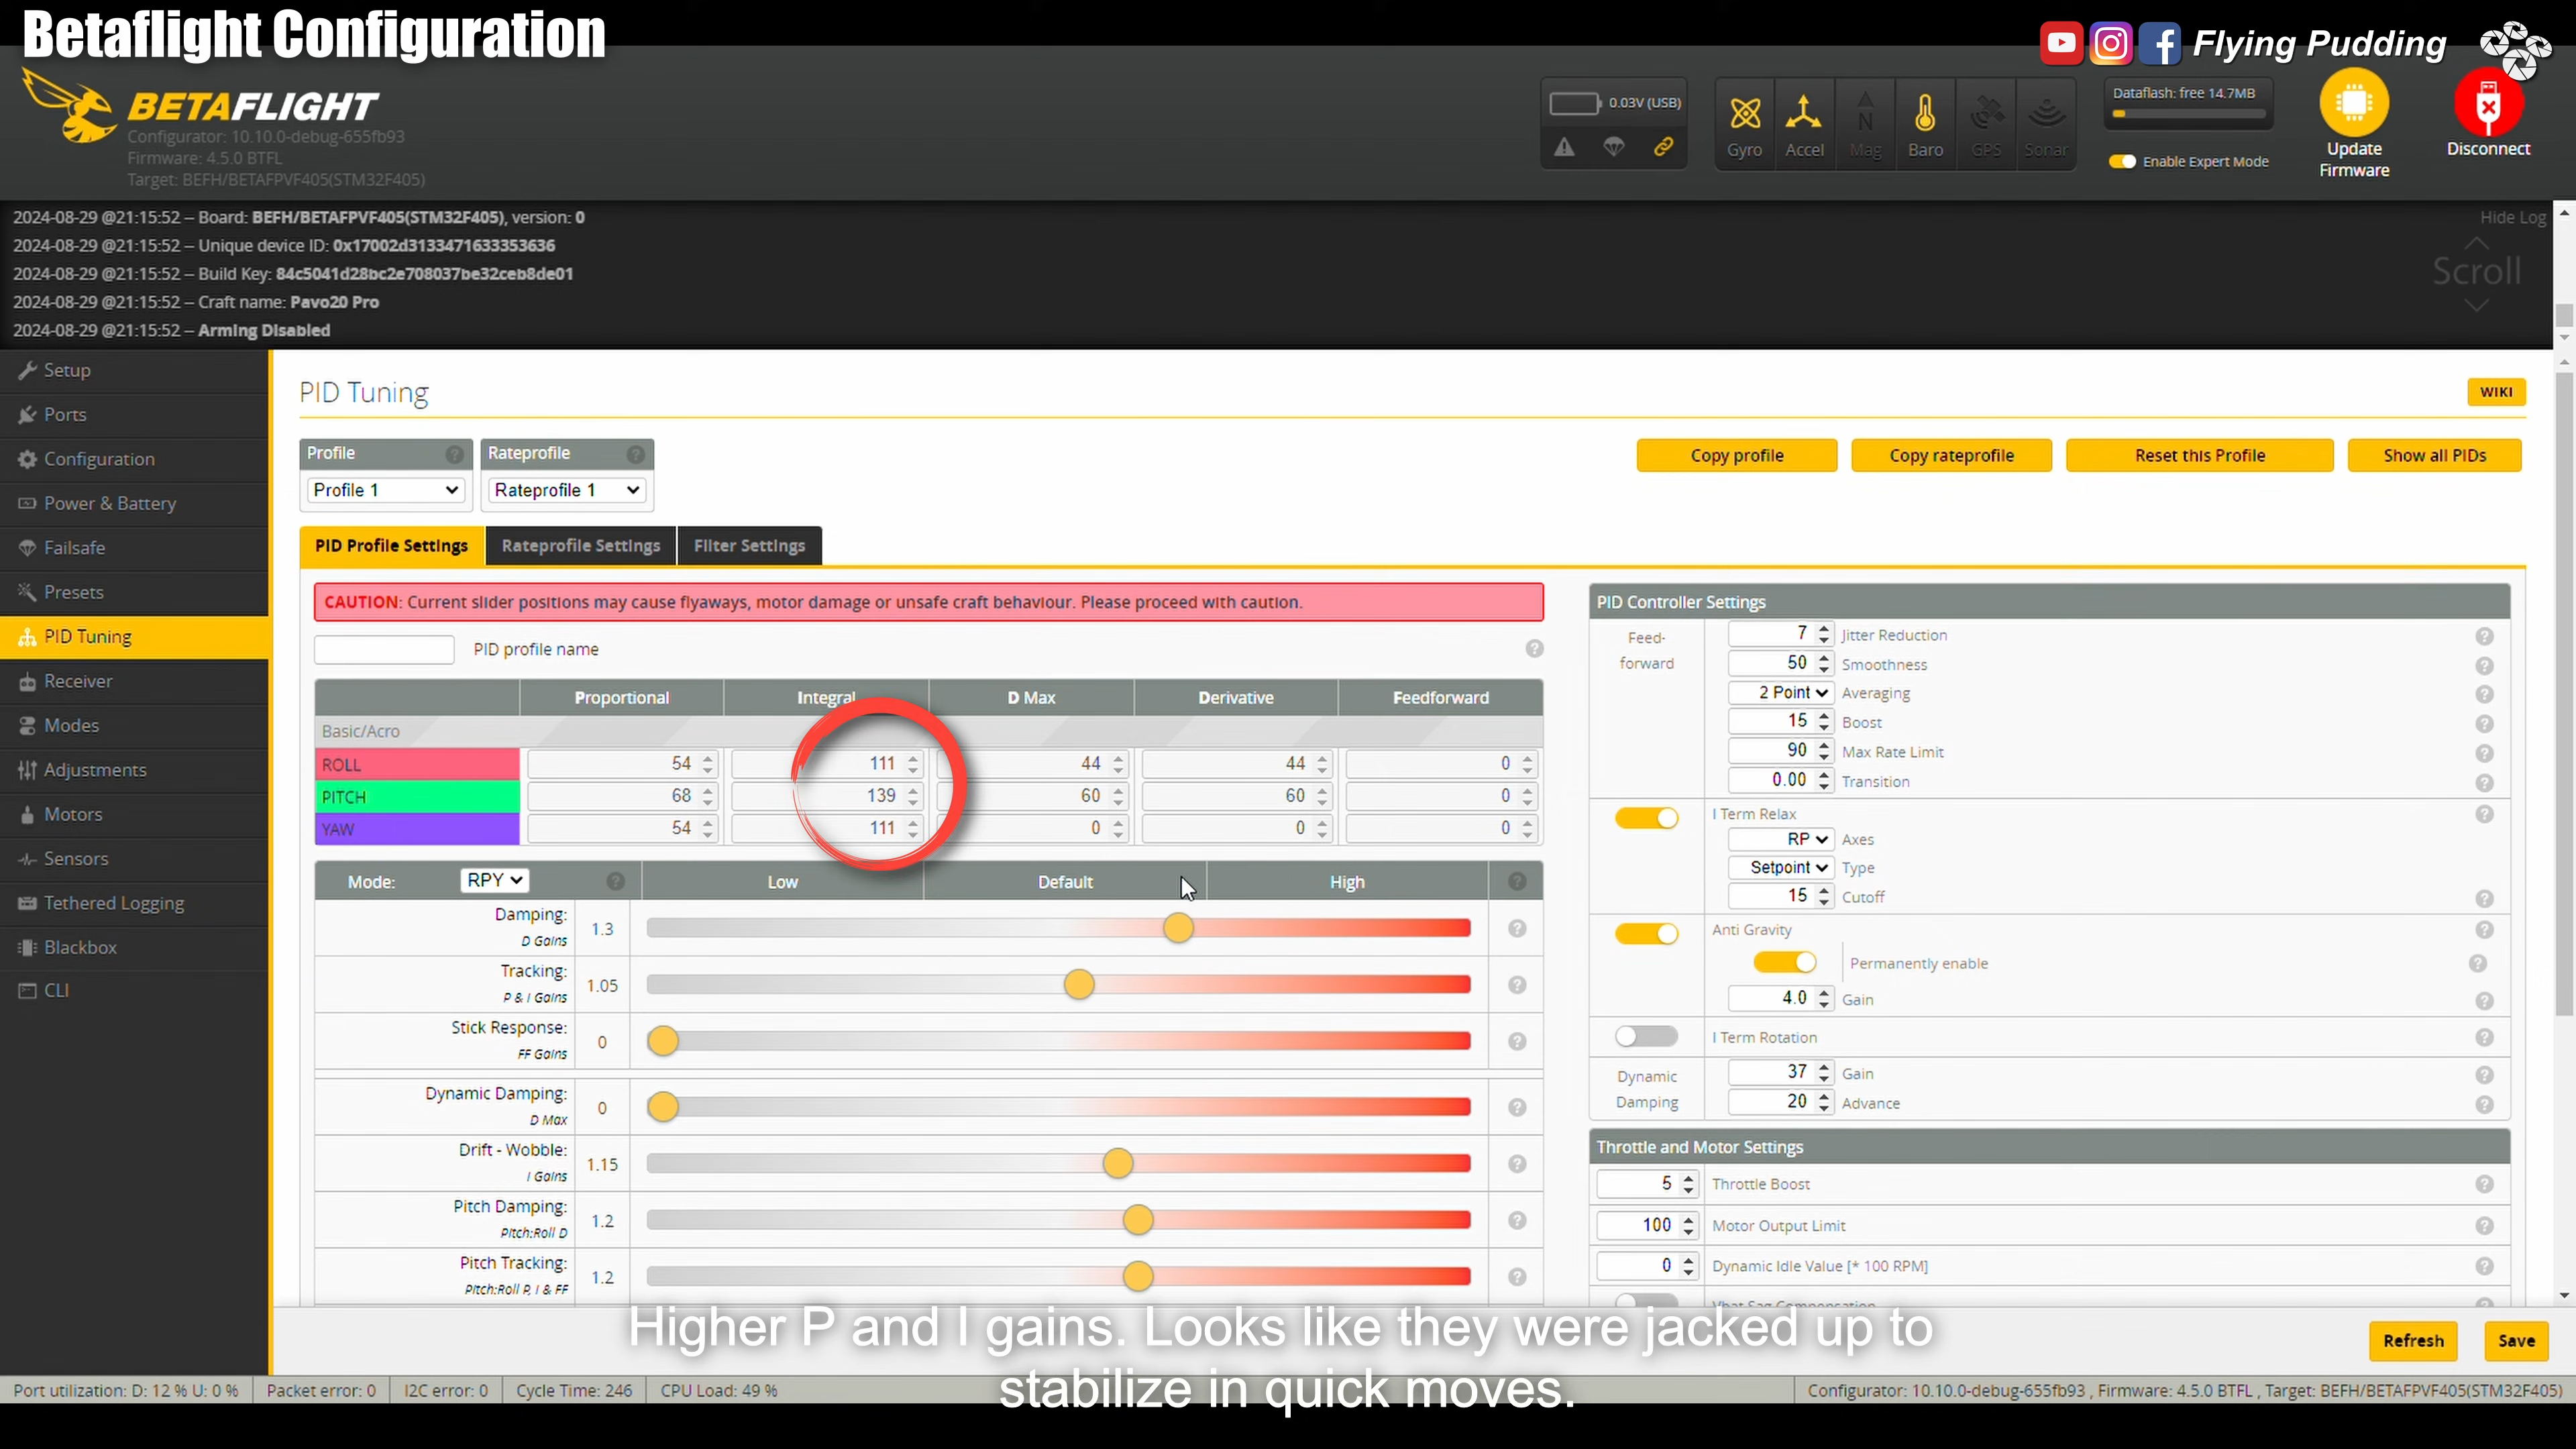 Betaflight Configuration
Flying Pudding
BETAFLIGHT
Configurator: 10.10.0-debug-655fb93
Firmware: 4.5.0 BTFL
Target: BEFH/BETAFPVF405(STM32F405)
0.03V (USB)
Gyro
Accel
Mag
Baro
GPS
Sonar
Dataflash: free 14.7MB
Enable Expert Mode
Update Firmware
Disconnect
2024-08-29 @21:15:52 – Board: BEFH/BETAFPVF405(STM32F405), version: 0
2024-08-29 @21:15:52 – Unique device ID: 0x17002d3133471633353636
2024-08-29 @21:15:52 – Build Key: 84c5041d28bc2e708037be32ceb8de01
2024-08-29 @21:15:52 – Craft name: Pavo20 Pro
2024-08-29 @21:15:52 – Arming Disabled
Hide Log
Scroll
Setup
Ports
Configuration
Power & Battery
Failsafe
Presets
PID Tuning
Receiver
Modes
Adjustments
Motors
Sensors
Tethered Logging
Blackbox
CLI
PID Tuning
WIKI
Profile
Rateprofile
Profile 1
Rateprofile 1
Copy profile
Copy rateprofile
Reset this Profile
Show all PIDs
PID Profile Settings
Rateprofile Settings
Filter Settings
CAUTION: Current slider positions may cause flyaways, motor damage or unsafe craft behaviour. Please proceed with caution.
PID profile name
Proportional Integral D Max Derivative Feedforward
Basic/Acro
ROLL 54 111 44 44 0
PITCH 68 139 60 60 0
YAW 54 111 0 0 0
Mode: RPY Low Default High
Damping: 1.3
D Gains
Tracking: 1.05
P & I Gains
Stick Response: 0
FF Gains
Dynamic Damping: 0
D Max
Drift - Wobble: 1.15
I Gains
Pitch Damping: 1.2
Pitch:Roll D
Pitch Tracking: 1.2
Pitch:Roll P, I & FF
PID Controller Settings
Feed-
forward
7 Jitter Reduction
50 Smoothness
2 Point Averaging
15 Boost
90 Max Rate Limit
0.00 Transition
I Term Relax
RP Axes
Setpoint Type
15 Cutoff
Anti Gravity
Permanently enable
4.0 Gain
I Term Rotation
Dynamic
Damping
37 Gain
20 Advance
Throttle and Motor Settings
5 Throttle Boost
100 Motor Output Limit
0 Dynamic Idle Value [* 100 RPM]
Vbat Sag Compensation
Higher P and I gains. Looks like they were jacked up to
stabilize in quick moves.
Refresh
Save
Port utilization: D: 12 % U: 0 %
Packet error: 0
I2C error: 0
Cycle Time: 246
CPU Load: 49 %
Configurator: 10.10.0-debug-655fb93 , Firmware: 4.5.0 BTFL , Target: BEFH/BETAFPVF405(STM32F405)